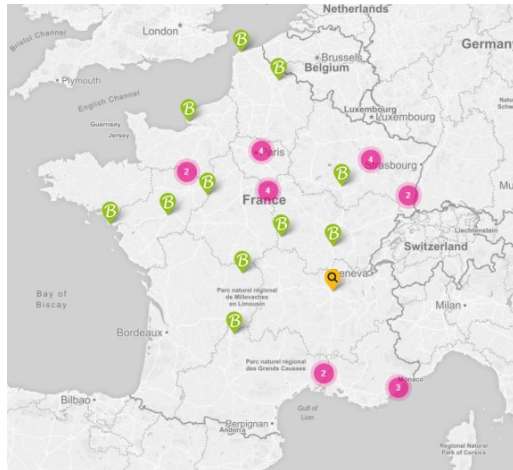 Netherlands
London
Bristol Channel
B
Brussels
Belgium
German
B
Plymouth
English Channel
B
Luxembourg
Luxembourg
Guernsey
Jersey
4
Paris
4
Strasbourg
2
B
B
4
2
France
B
B
B
B
Liechtenstein
Switzerland
B
Geneva
Bay of
Biscay
Parc naturel régional
de Millevaches
en Limousin
Milan
B
Bordeaux
Parc naturel régional
des Grands Causses
2
Monaco
3
Bilbao
Gulf of
Lion
Perpignan
Andorra
Regional Natural
Park of Corsica